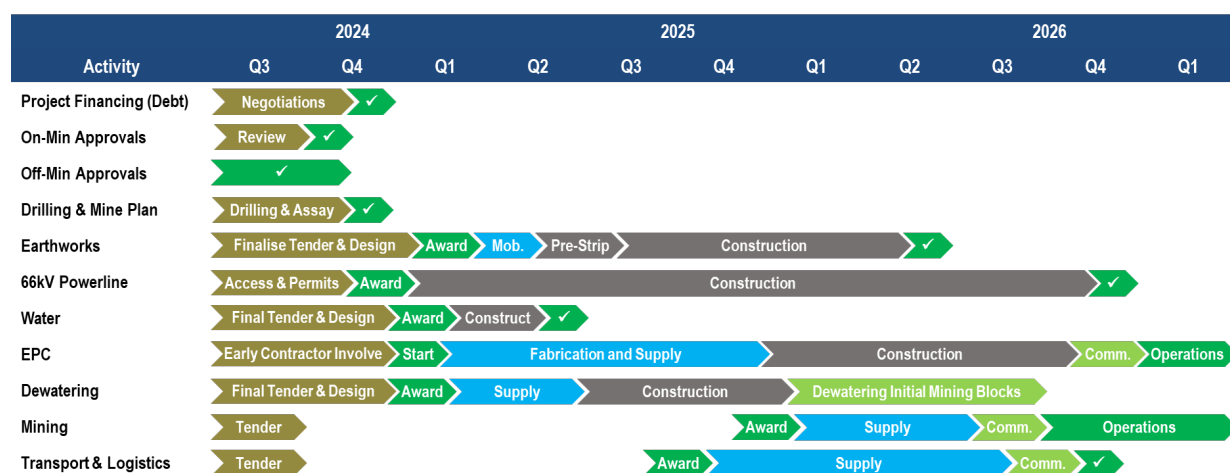 2024 2025 2026
Activity Q3 Q4 Q1 Q2 Q3 Q4 Q1 Q2 Q3 Q4 Q1
Project Financing (Debt) Negotiations ✓
On-Min Approvals Review ✓
Off-Min Approvals ✓
Drilling & Mine Plan Drilling & Assay ✓
Earthworks Finalise Tender & Design Award Mob. Pre-Strip Construction ✓
66kV Powerline Access & Permits Award Construction ✓
Water Final Tender & Design Award Construct ✓
EPC Early Contractor Involve Start Fabrication and Supply Construction Comm. Operations
Dewatering Final Tender & Design Award Supply Construction Dewatering Initial Mining Blocks
Mining Tender Award Supply Comm. Operations
Transport & Logistics Tender Award Supply Comm. ✓